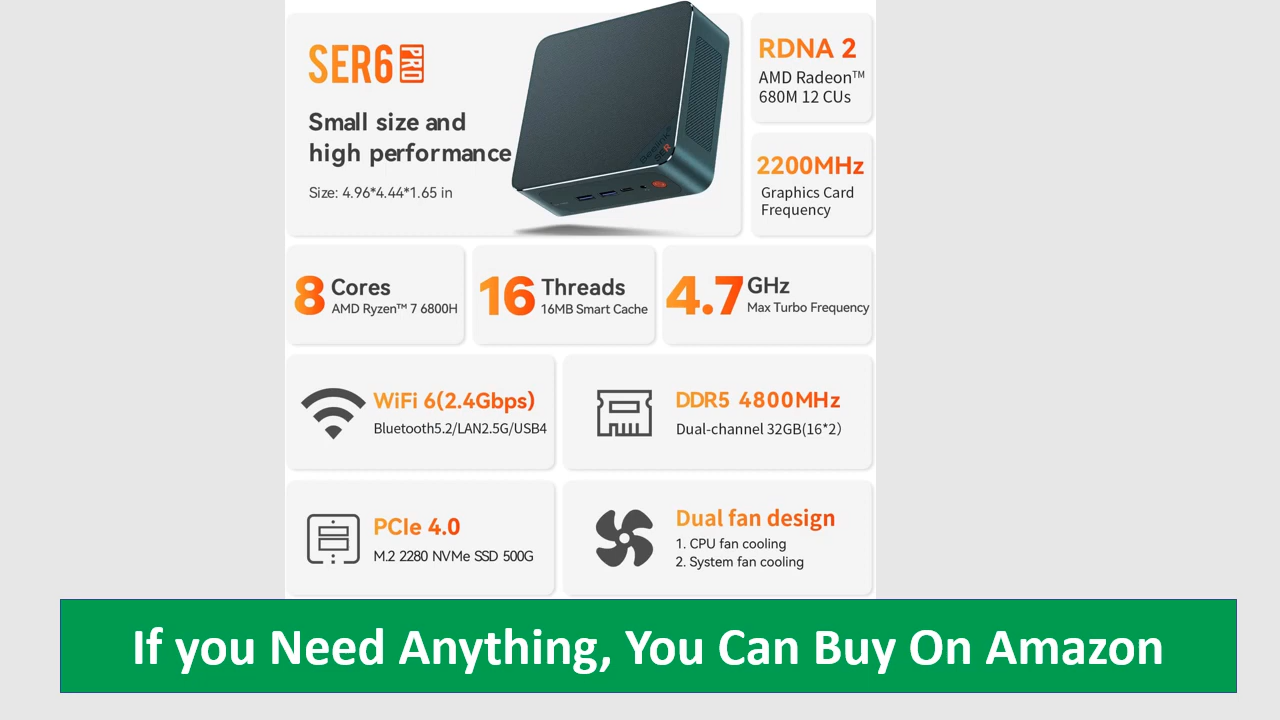 SER6 PRO
Small size and
high performance
Size: 4.96*4.44*1.65 in
SER
RDNA 2
AMD Radeon™
680M 12 CUs
2200MHz
Graphics Card
Frequency
8 Cores
AMD Ryzen™ 7 6800H
16 Threads
16MB Smart Cache
4.7 GHz
Max Turbo Frequency
WiFi 6(2.4Gbps)
Bluetooth5.2/LAN2.5G/USB4
DDR5 4800MHz
Dual-channel 32GB(16*2)
PCIe 4.0
M.2 2280 NVMe SSD 500G
Dual fan design
1. CPU fan cooling
2. System fan cooling
If you Need Anything, You Can Buy On Amazon